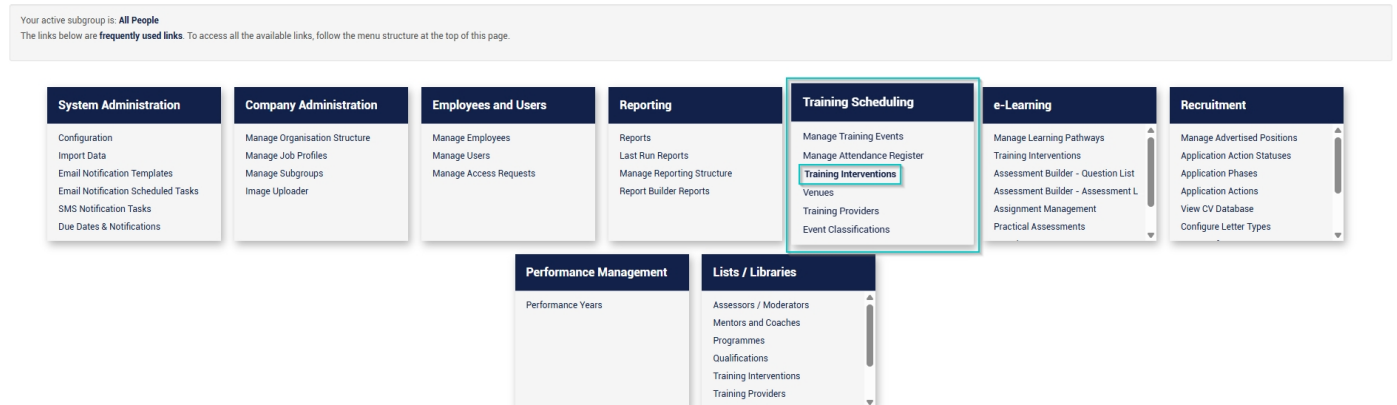 Your active subgroup is: All People
The links below are frequently used links. To access all the available links, follow the menu structure at the top of this page.
System Administration
Configuration
Import Data
Email Notification Templates
Email Notification Scheduled Tasks
SMS Notification Tasks
Due Dates & Notifications
Company Administration
Manage Organisation Structure
Manage Job Profiles
Manage Subgroups
Image Uploader
Employees and Users
Manage Employees
Manage Users
Manage Access Requests
Reporting
Reports
Last Run Reports
Manage Reporting Structure
Report Builder Reports
Training Scheduling
Manage Training Events
Manage Attendance Register
Training Interventions
Venues
Training Providers
Event Classifications
e-Learning
Manage Learning Pathways
Training Interventions
Assessment Builder - Question List
Assessment Builder - Assessment L
Assignment Management
Practical Assessments
Recruitment
Manage Advertised Positions
Application Action Statuses
Application Phases
Application Actions
View CV Database
Configure Letter Types
Performance Management
Performance Years
Lists / Libraries
Assessors / Moderators
Mentors and Coaches
Programmes
Qualifications
Training Interventions
Training Providers